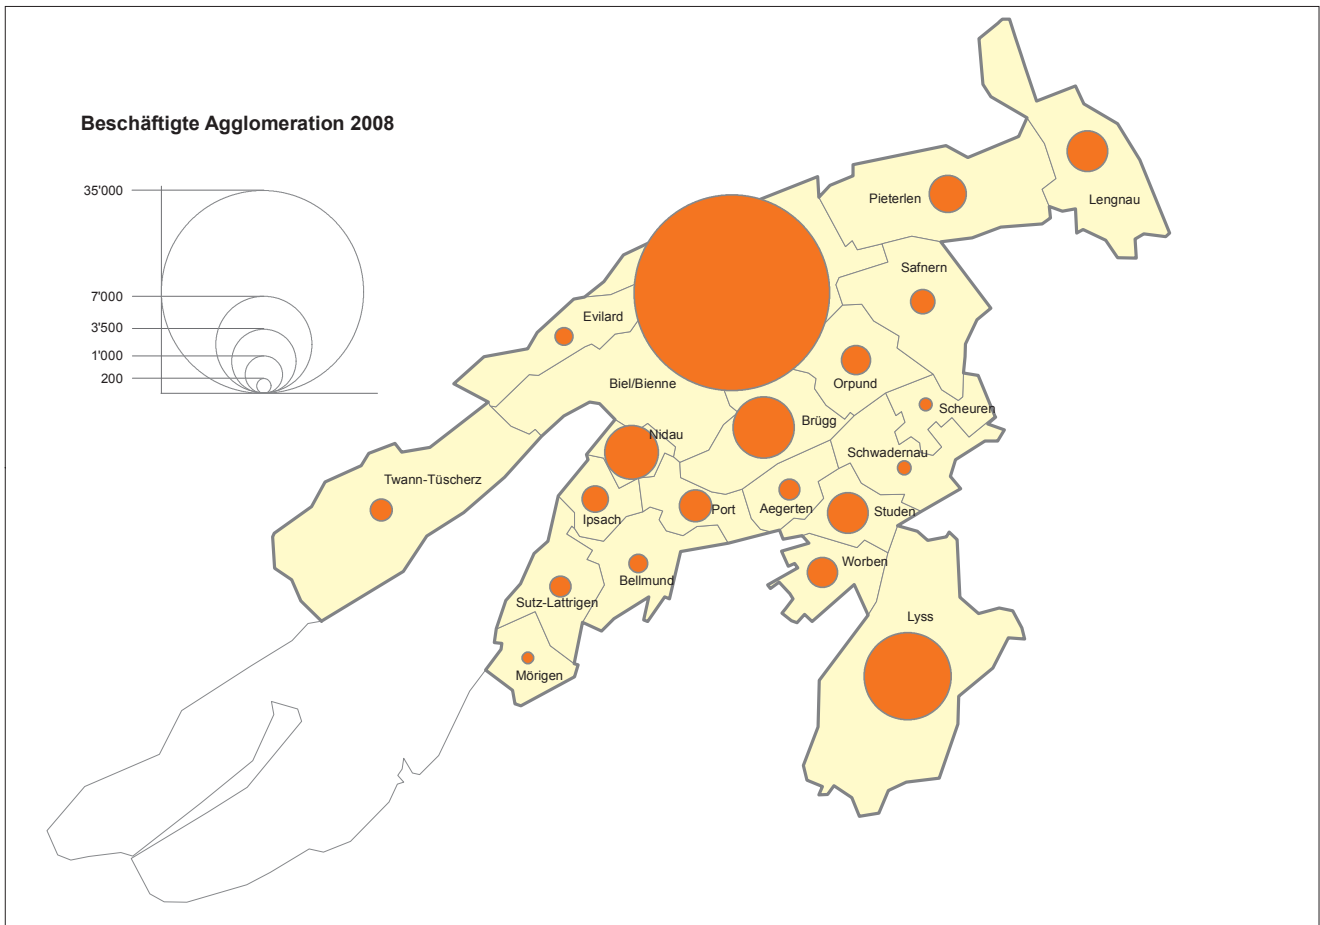 Beschäftigte Agglomeration 2008
35'000
7'000
3'500
1'000
200
Pieterlen
Lengnau
Safnern
Evilard
Biel/Bienne
Orpund
Scheuren
Brügg
Nidau
Schwadernau
Twann-Tüscherz
Aegerten
Port
Studen
Ipsach
Worben
Bellmund
Sutz-Lattrigen
Lyss
Mörigen